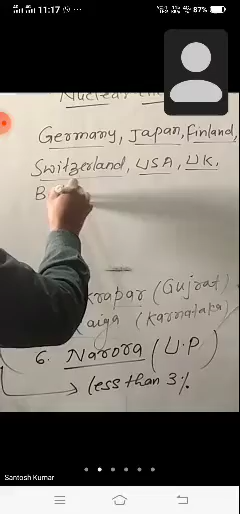 11:17
87%
Nuclear
Germany, Japan, Finland,
Switzerland, USA, UK,
B
krapar (Gujrat)
aiga (Karnataka)
6. Narora (U.P)
less than 3%
Santosh Kumar